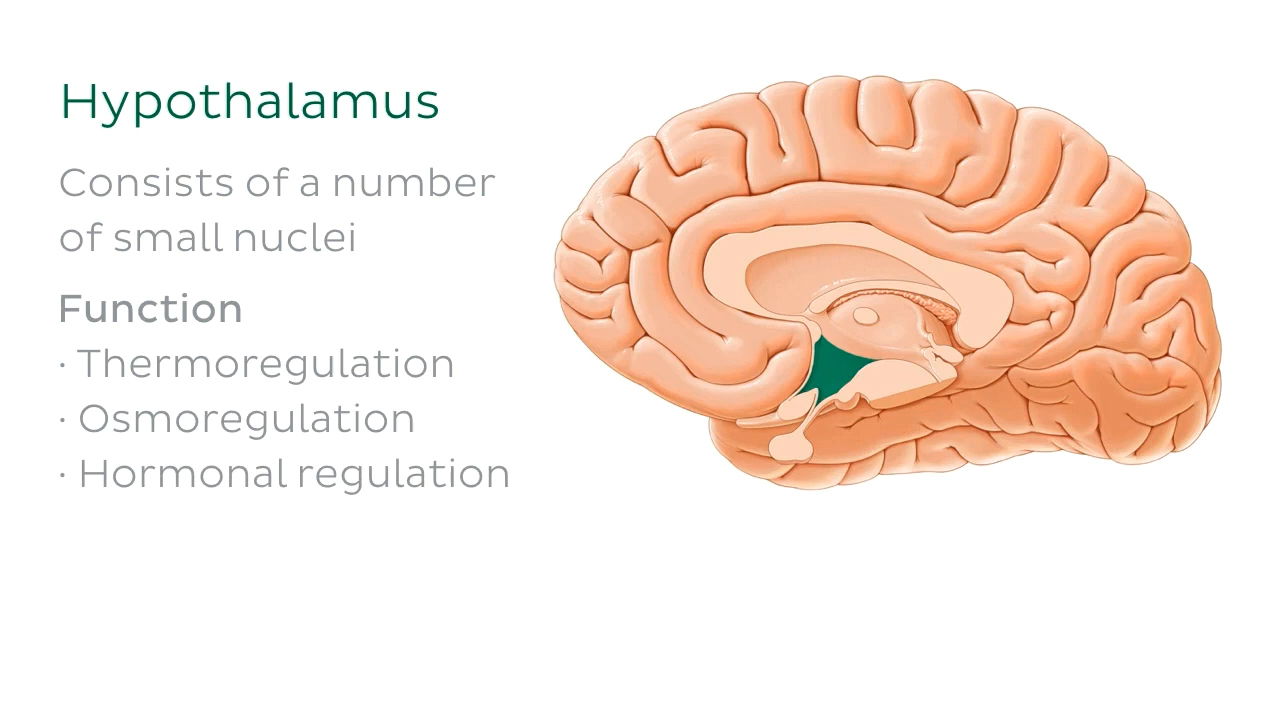 Hypothalamus
Consists of a number
of small nuclei
Function
· Thermoregulation
· Osmoregulation
· Hormonal regulation